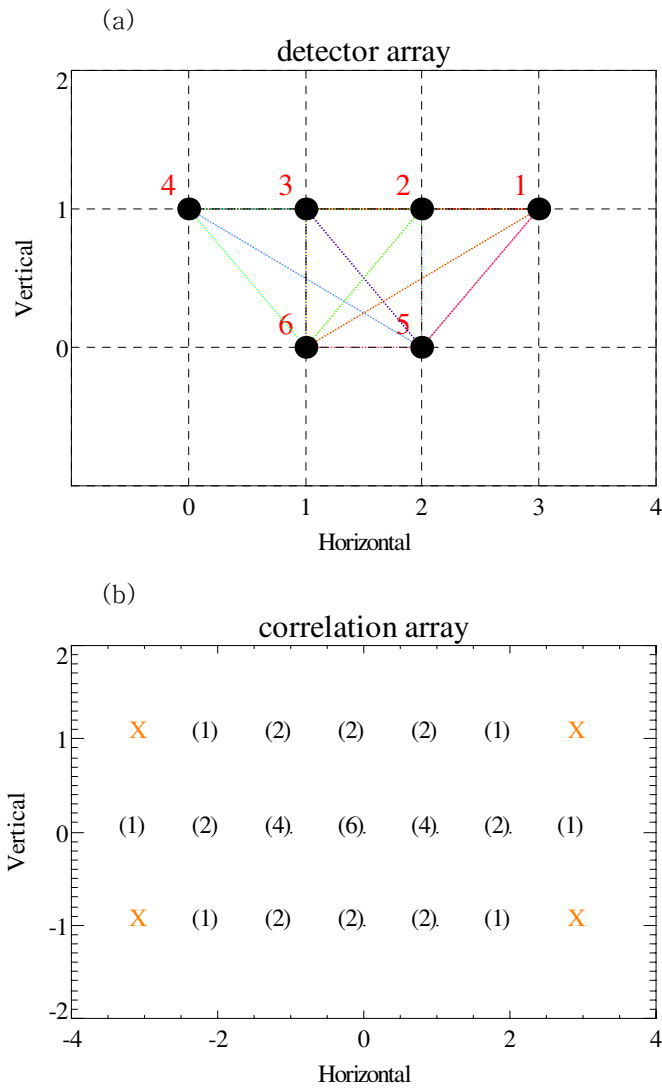 (a)
detector array
2
4 3 2 1
1
Vertical
6 5
0
0 1 2 3 4
Horizontal
(b)
correlation array
2
X (1) (2) (2) (2) (1) X
1
Vertical
(1) (2) (4) (6) (4) (2) (1)
0
X (1) (2) (2) (2) (1) X
-1
-2
-4 -2 0 2 4
Horizontal